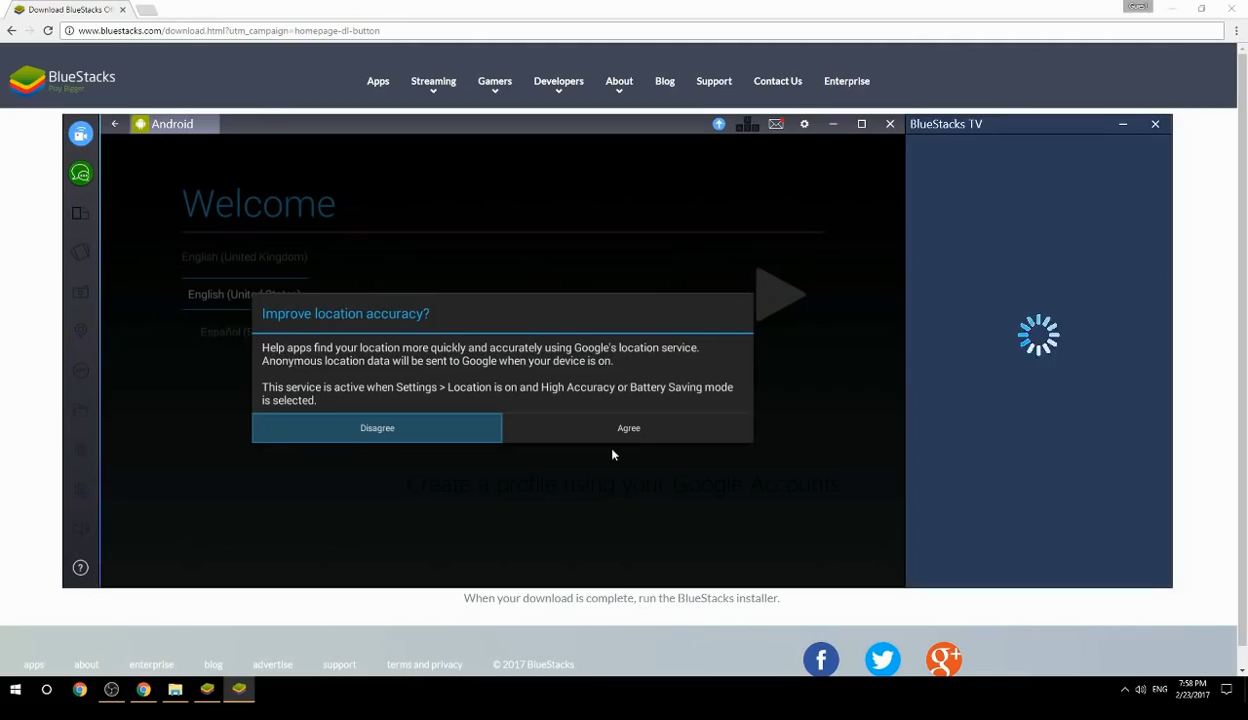 Download BlueStacks Of
Guest
www.bluestacks.com/download.html?utm_campaign=homepage-dl-button
BlueStacks
Play Bigger
Apps
Streaming
Gamers
Developers
About
Blog
Support
Contact Us
Enterprise
Android
BlueStacks TV
Welcome
English (United Kingdom)
English (United States)
Español (
Improve location accuracy?
Help apps find your location more quickly and accurately using Google's location service.
Anonymous location data will be sent to Google when your device is on.
This service is active when Settings > Location is on and High Accuracy or Battery Saving mode
is selected.
Disagree
Agree
Create a profile using your Google Accounts
?
When your download is complete, run the BlueStacks installer.
apps
about
enterprise
blog
advertise
support
terms and privacy
© 2017 BlueStacks
f
g+
ENG
7:58 PM
2/23/2017